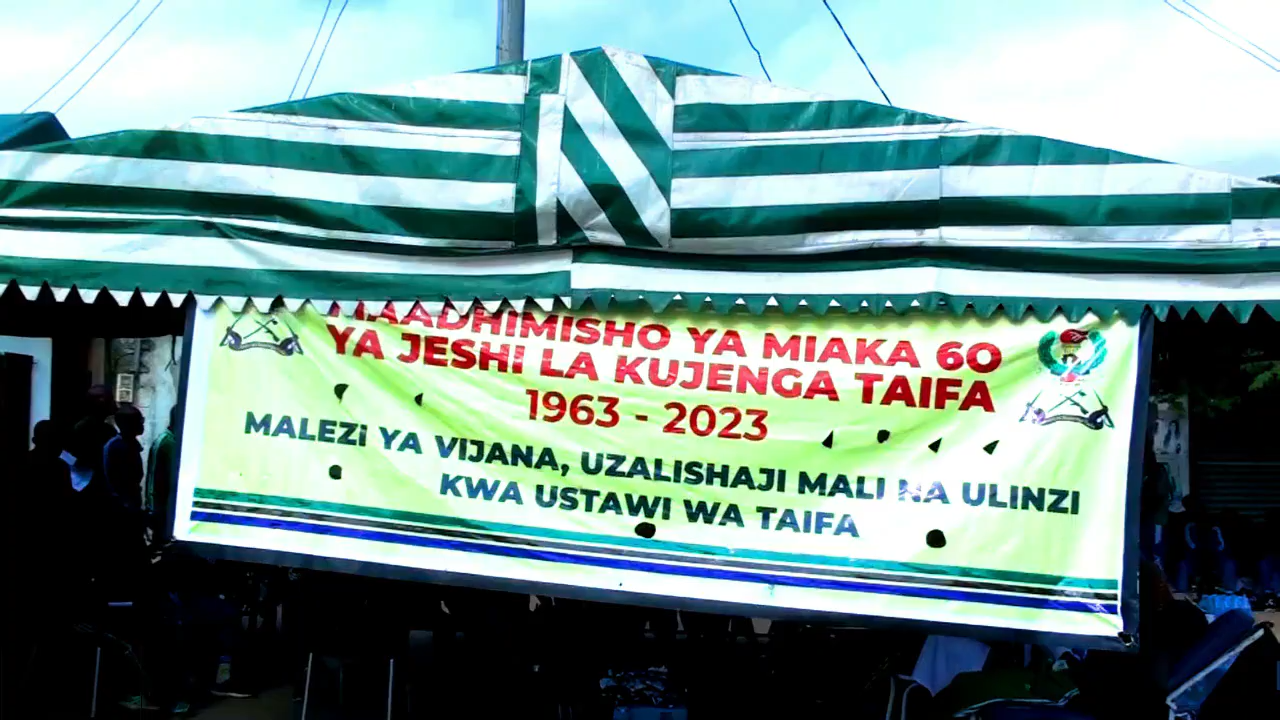 MAADHIMISHO YA MIAKA 60
YA JESHI LA KUJENGA TAIFA
1963 - 2023
MALEZI YA VIJANA, UZALISHAJI MALI NA ULINZI
KWA USTAWI WA TAIFA